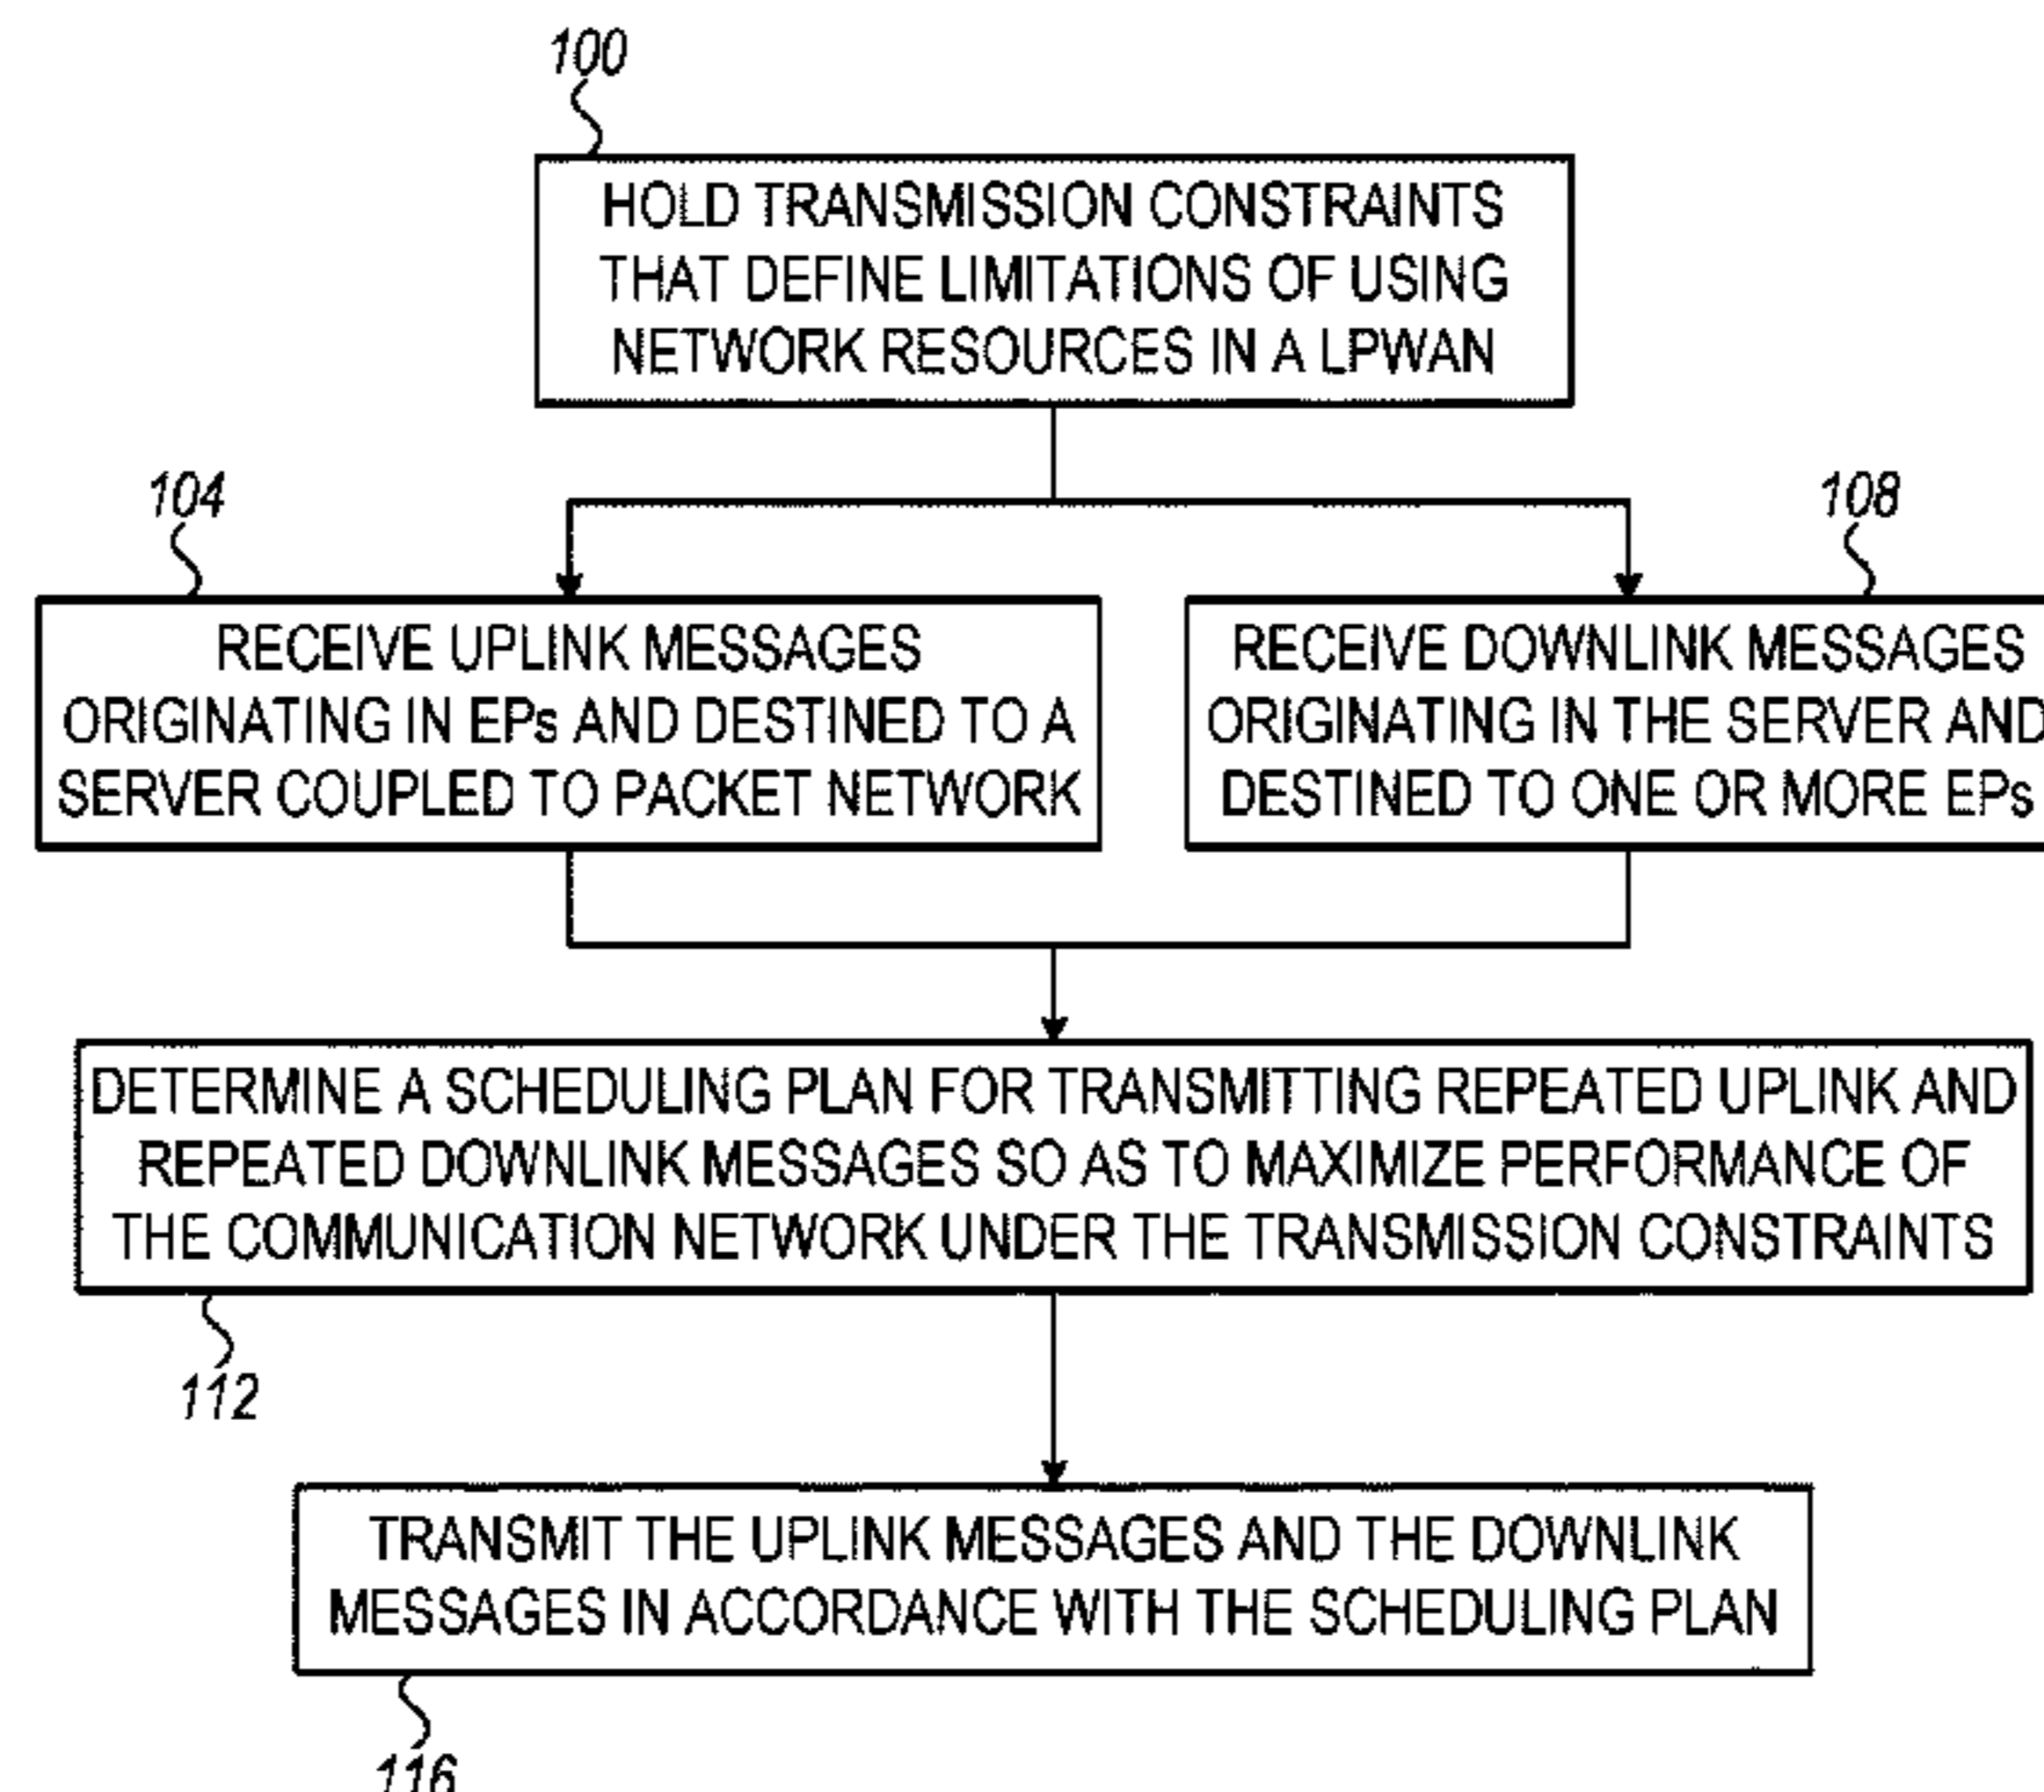 100
HOLD TRANSMISSION CONSTRAINTS
THAT DEFINE LIMITATIONS OF USING
NETWORK RESOURCES IN A LPWAN
104
108
RECEIVE UPLINK MESSAGES
ORIGINATING IN EPs AND DESTINED TO A
SERVER COUPLED TO PACKET NETWORK
RECEIVE DOWNLINK MESSAGES
ORIGINATING IN THE SERVER AND
DESTINED TO ONE OR MORE EPs
DETERMINE A SCHEDULING PLAN FOR TRANSMITTING REPEATED UPLINK AND
REPEATED DOWNLINK MESSAGES SO AS TO MAXIMIZE PERFORMANCE OF
THE COMMUNICATION NETWORK UNDER THE TRANSMISSION CONSTRAINTS
112
TRANSMIT THE UPLINK MESSAGES AND THE DOWNLINK
MESSAGES IN ACCORDANCE WITH THE SCHEDULING PLAN
116